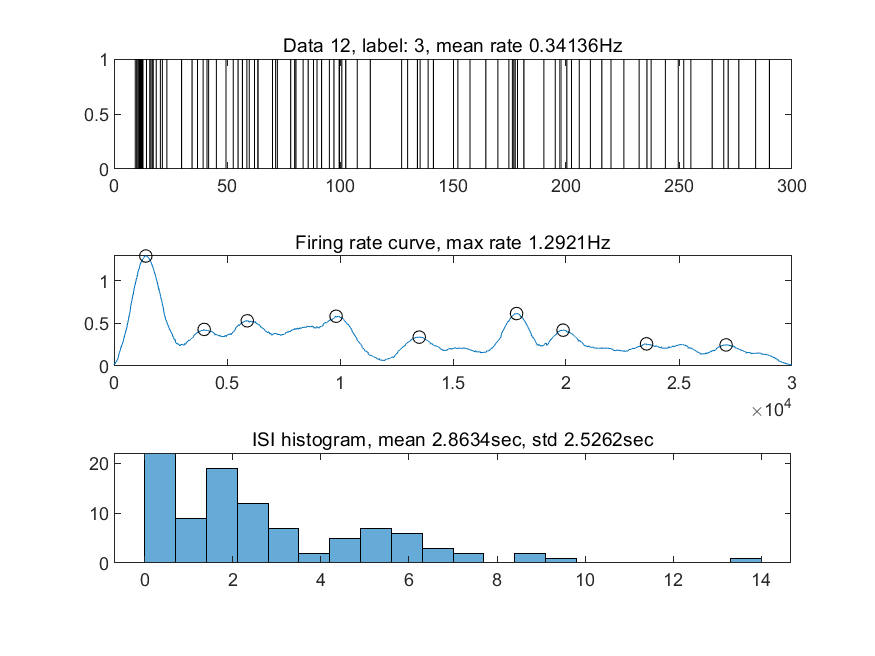 Data 12, label: 3, mean rate 0.34136Hz
1
0.5
0
0 50 100 150 200 250 300
Firing rate curve, max rate 1.2921Hz
1
0.5
0
0 0.5 1 1.5 2 2.5 3
×10⁴
ISI histogram, mean 2.8634sec, std 2.5262sec
20
10
0
0 2 4 6 8 10 12 14